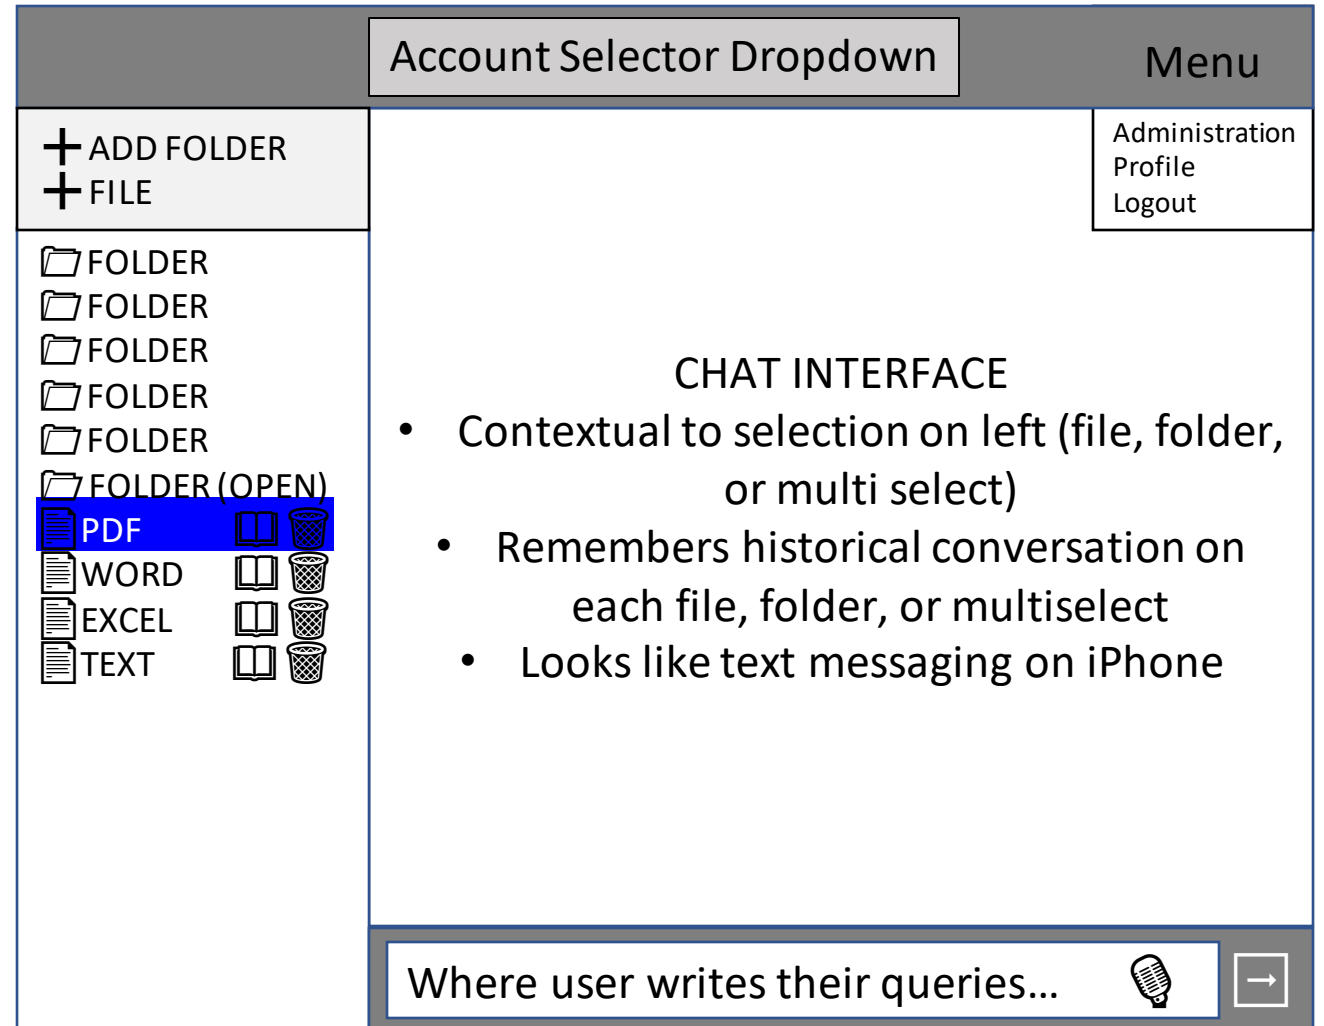 Account Selector Dropdown
Menu
ADD FOLDER
FILE
Administration
Profile
Logout
FOLDER
FOLDER
FOLDER
FOLDER
FOLDER
FOLDER (OPEN)
PDF
WORD
EXCEL
TEXT
CHAT INTERFACE
• Contextual to selection on left (file, folder,
or multi select)
• Remembers historical conversation on
each file, folder, or multiselect
• Looks like text messaging on iPhone
Where user writes their queries...